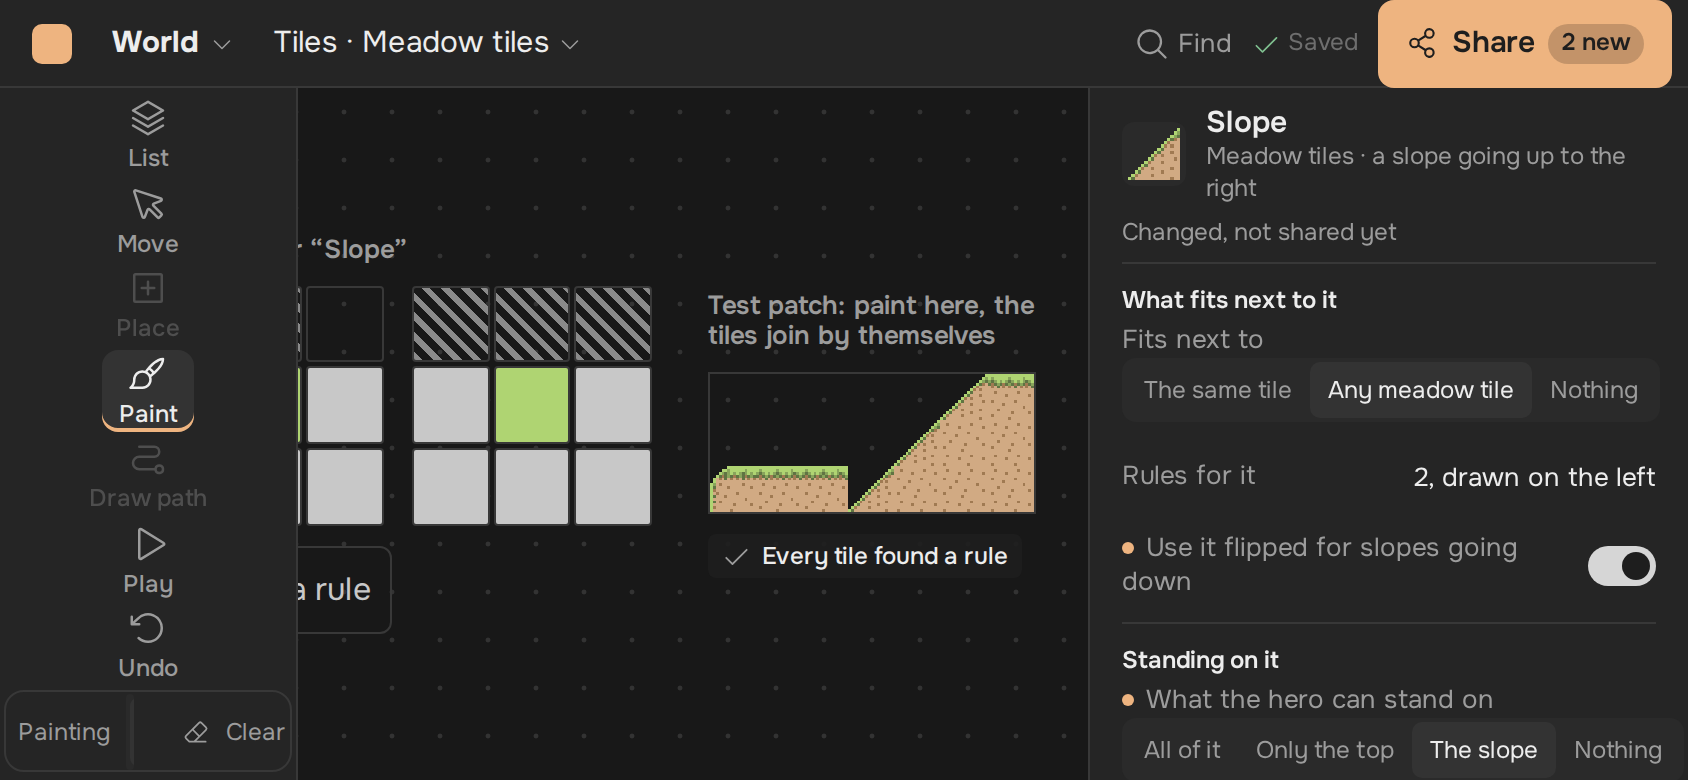 World
Tiles · Meadow tiles
Find
Saved
Share
2 new
List
Move
Place
Paint
Draw path
Play
Undo
Painting
Clear
“Slope”
a rule
Test patch: paint here, the
tiles join by themselves
Every tile found a rule
Slope
Meadow tiles · a slope going up to the
right
Changed, not shared yet
What fits next to it
Fits next to
The same tile
Any meadow tile
Nothing
Rules for it
2, drawn on the left
Use it flipped for slopes going
down
Standing on it
What the hero can stand on
All of it
Only the top
The slope
Nothing